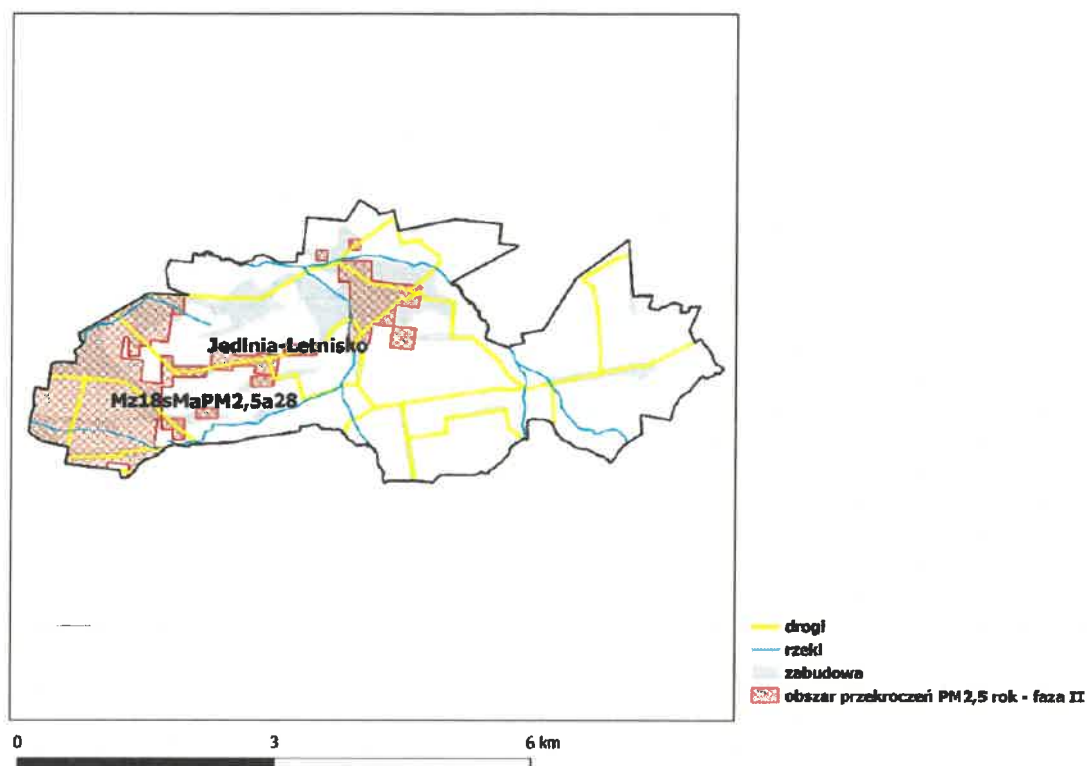 Jedlnia-Letnisko
Mz18sMaPM2,5a28
drogi
rzeki
zabudowa
obszar przekroczeń PM2,5 rok - faza II
0 3 6 km